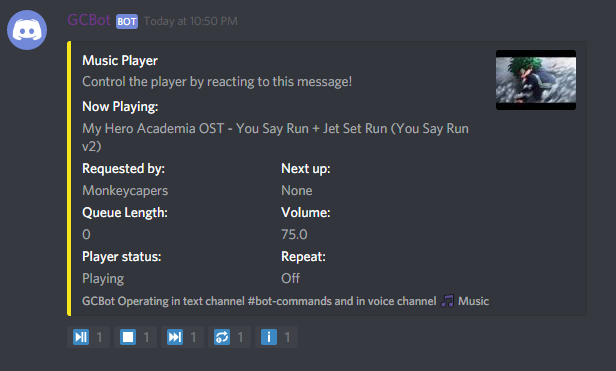 GCBot BOT Today at 10:50 PM
Music Player
Control the player by reacting to this message!
Now Playing:
My Hero Academia OST - You Say Run + Jet Set Run (You Say Run
v2)
Requested by: Next up:
Monkeycapers None
Queue Length: Volume:
0 75.0
Player status: Repeat:
Playing Off
GCBot Operating in text channel #bot-commands and in voice channel 🎵 Music
⏯ 1 ⏹ 1 ⏭ 1 🔂 1 ℹ 1